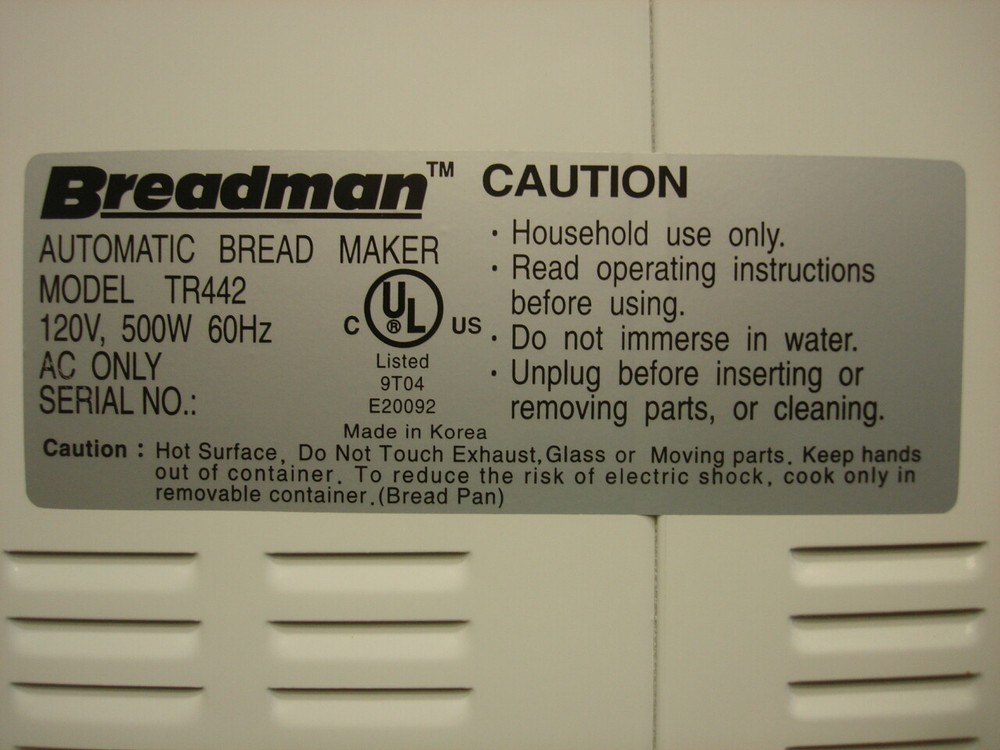 Breadman™
AUTOMATIC BREAD MAKER
MODEL TR442
120V, 500W 60Hz
AC ONLY
SERIAL NO.:
C UL ® US
Listed
9T04
E20092
Made in Korea
CAUTION
· Household use only.
· Read operating instructions
before using.
· Do not immerse in water.
· Unplug before inserting or
removing parts, or cleaning.
Caution : Hot Surface, Do Not Touch Exhaust,Glass or Moving parts. Keep hands
out of container. To reduce the risk of electric shock, cook only in
removable container.(Bread Pan)